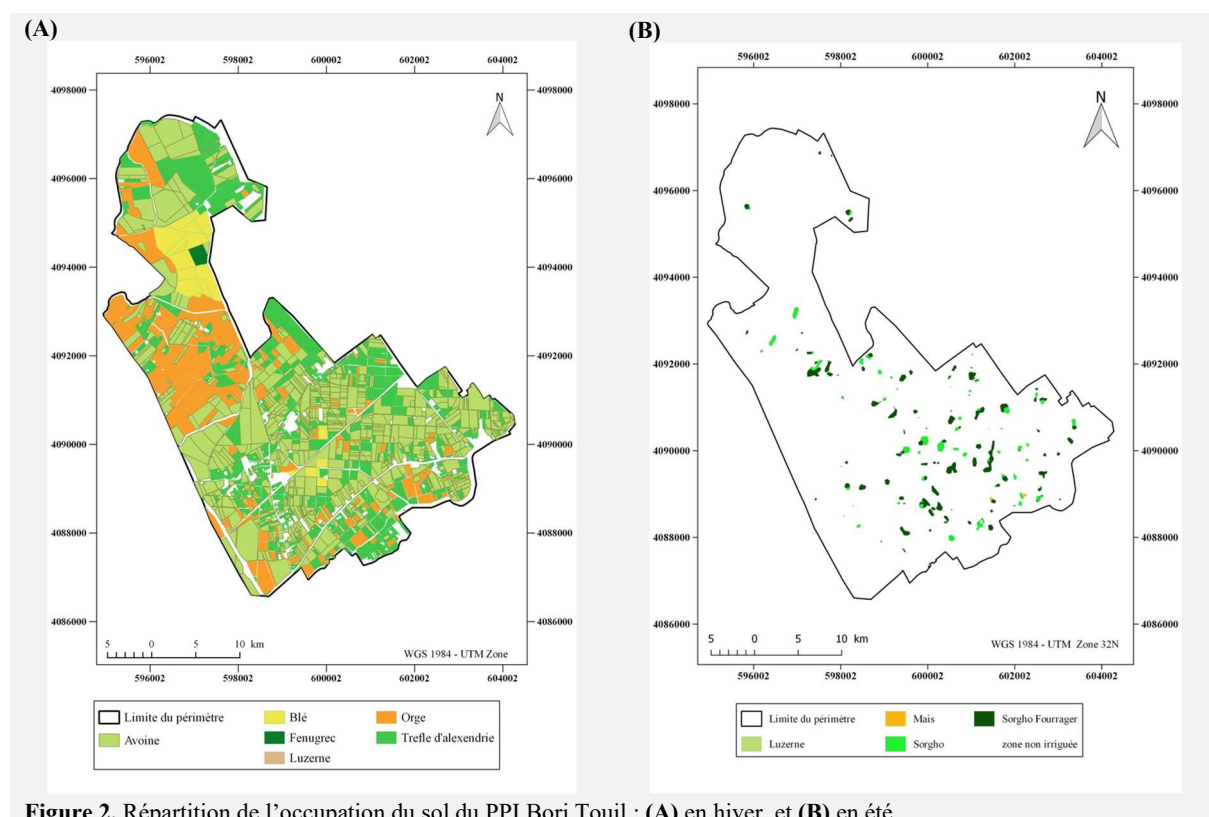 (A)
596002 598002 600002 602002 604002
4098000 4098000
N
4096000 4096000
4094000 4094000
4092000 4092000
4090000 4090000
4088000 4088000
4086000 4086000
5 0 5 10 km
WGS 1984 - UTM Zone
596002 598002 600002 602002 604002
Limite du périmètre
Blé
Orge
Avoine
Fenugrec
Trefle d'alexendrie
Luzerne
(B)
596002 598002 600002 602002 604002
4098000 4098000
N
4096000 4096000
4094000 4094000
4092000 4092000
4090000 4090000
4088000 4088000
4086000 4086000
5 0 5 10 km
WGS 1984 - UTM Zone 32N
596002 598002 600002 602002 604002
Limite du périmètre
Mais
Sorgho Fourrager
Luzerne
Sorgho
zone non irriguée
Figure 2. Répartition de l'occupation du sol du PPI Borj Touil : (A) en hiver, et (B) en été